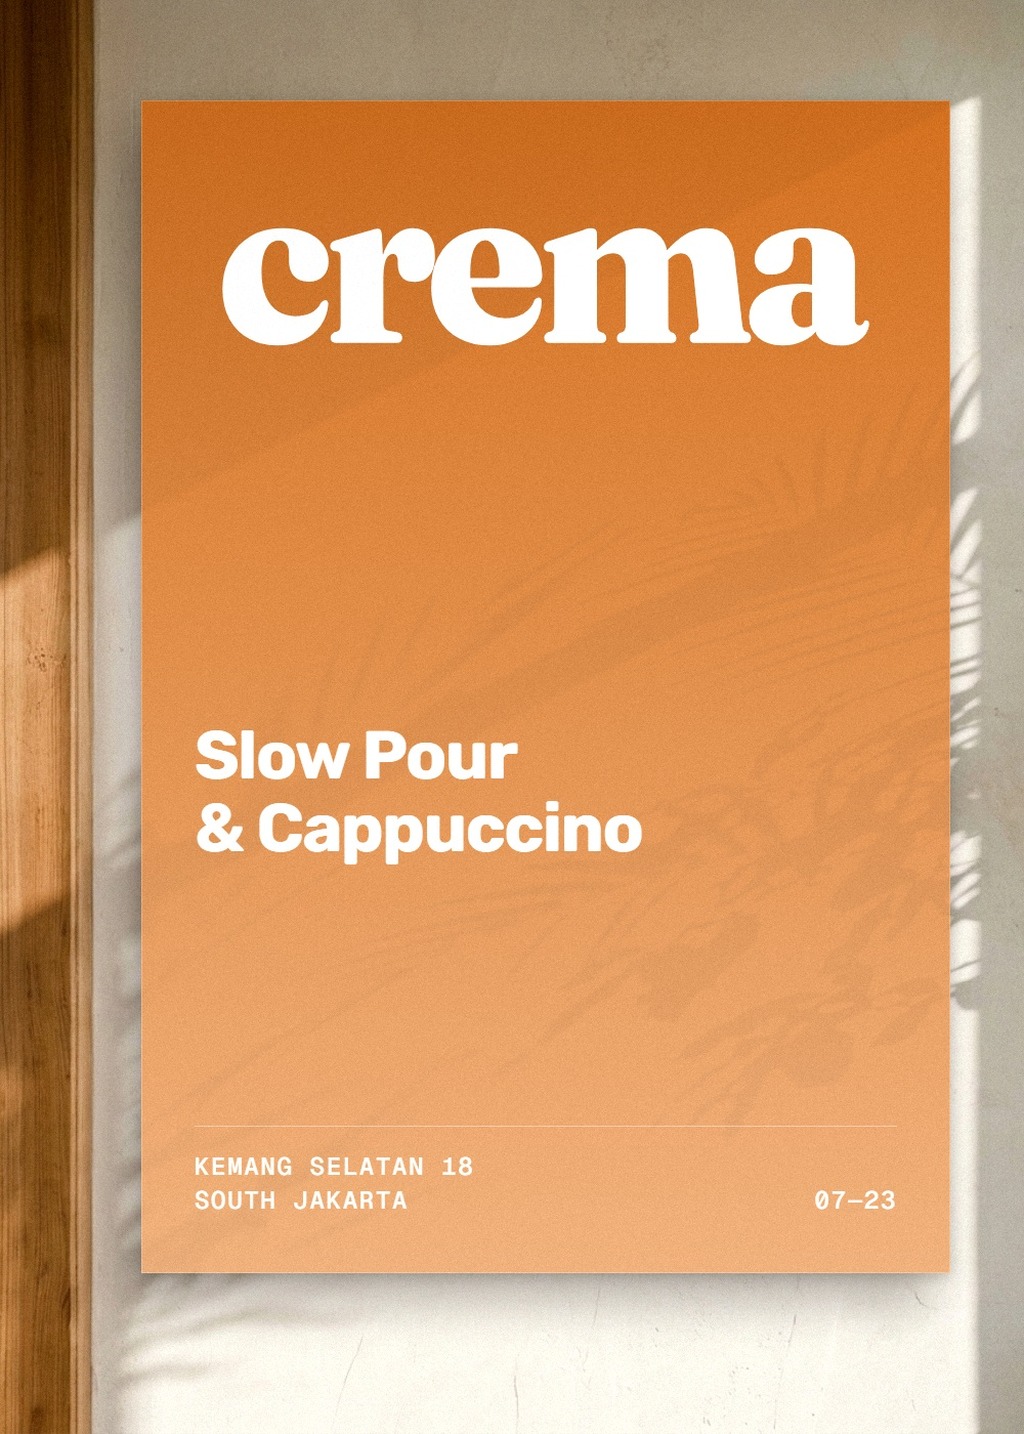 crema
Slow Pour
& Cappuccino
KEMANG SELATAN 18
SOUTH JAKARTA
07–23